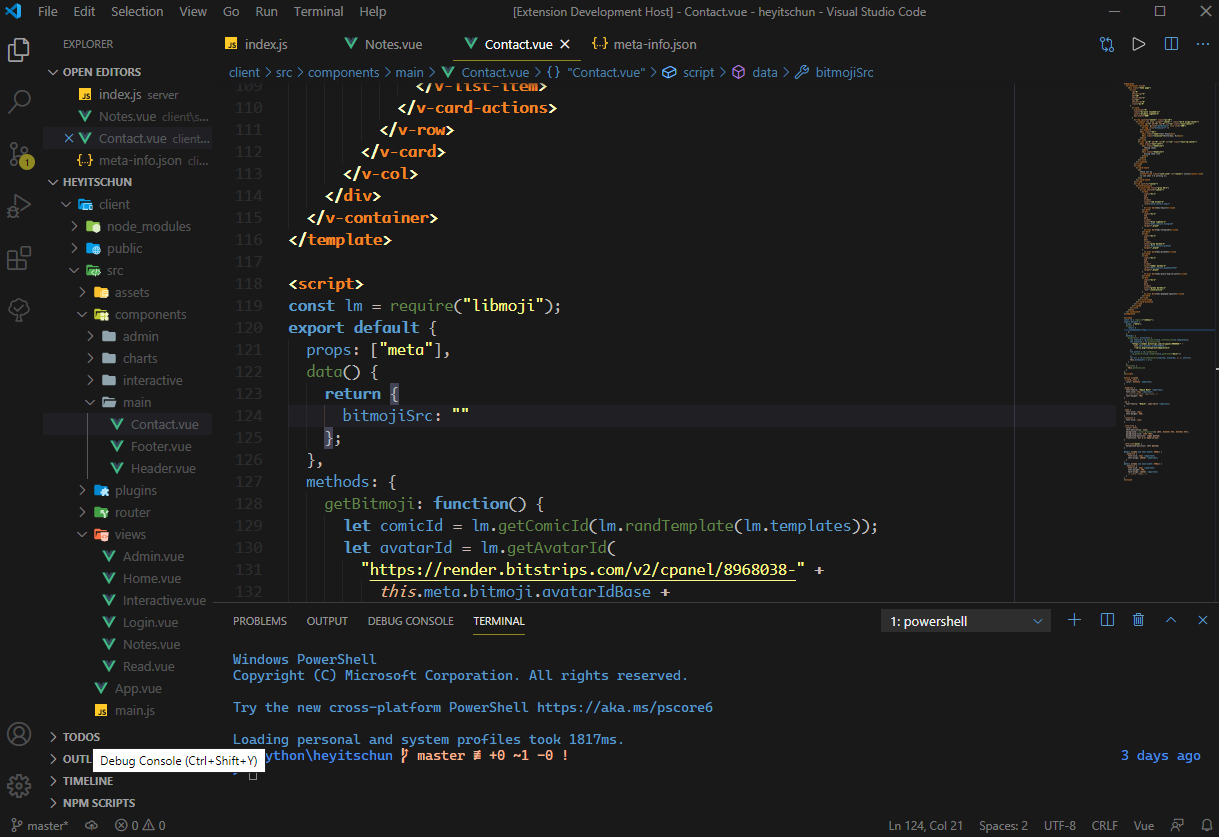 File Edit Selection View Go Run Terminal Help [Extension Development Host] - Contact.vue - heyitschun - Visual Studio Code
EXPLORER
OPEN EDITORS
index.js server
Notes.vue client\s...
Contact.vue client...
meta-info.json cli...
1
HEYITSCHUN
client
node_modules
public
src
assets
components
admin
charts
interactive
main
Contact.vue
Footer.vue
Header.vue
plugins
router
views
Admin.vue
Home.vue
Interactive.vue
Login.vue
Notes.vue
Read.vue
App.vue
main.js
TODOS
OUTL
Debug Console (Ctrl+Shift+Y)
TIMELINE
NPM SCRIPTS
index.js Notes.vue Contact.vue meta-info.json
client > src > components > main > Contact.vue > {} "Contact.vue" > script > data > bitmojiSrc
109 </v-list-item>
110 </v-card-actions>
111 </v-row>
112 </v-card>
113 </v-col>
114 </div>
115 </v-container>
116 </template>
117
118 <script>
119 const lm = require("libmoji");
120 export default {
121 props: ["meta"],
122 data() {
123 return {
124 bitmojiSrc: ""
125 };
126 },
127 methods: {
128 getBitmoji: function() {
129 let comicId = lm.getComicId(lm.randTemplate(lm.templates));
130 let avatarId = lm.getAvatarId(
131 "https://render.bitstrips.com/v2/cpanel/8968038-" +
132 this.meta.bitmoji.avatarIdBase +
PROBLEMS OUTPUT DEBUG CONSOLE TERMINAL 1: powershell
Windows PowerShell
Copyright (C) Microsoft Corporation. All rights reserved.
Try the new cross-platform PowerShell https://aka.ms/pscore6
Loading personal and system profiles took 1817ms.
ython\heyitschun master ≢ +0 ~1 -0 ! 3 days ago
master* 0 0 Ln 124, Col 21 Spaces: 2 UTF-8 CRLF Vue